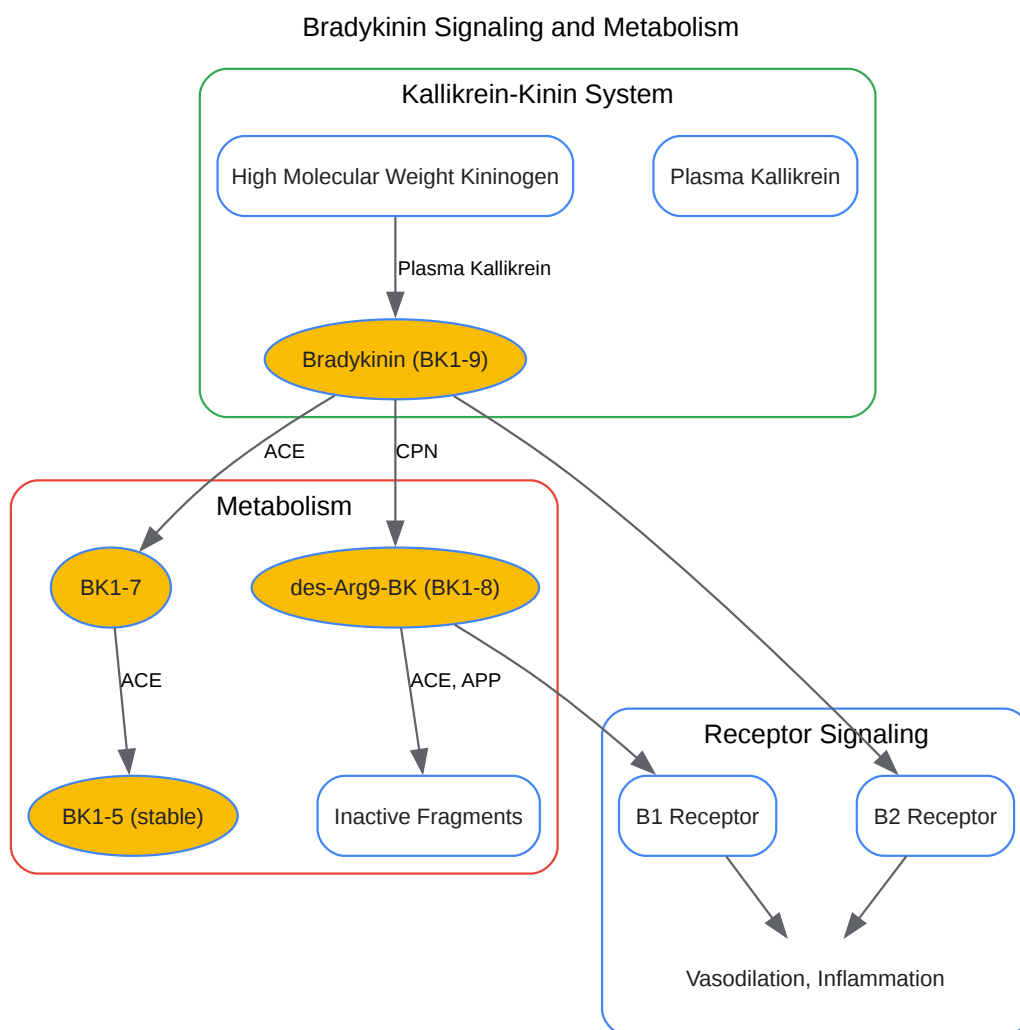 Bradykinin Signaling and Metabolism
Kallikrein-Kinin System
High Molecular Weight Kininogen
Plasma Kallikrein
Plasma Kallikrein
Bradykinin (BK1-9)
ACE
CPN
Metabolism
BK1-7
des-Arg9-BK (BK1-8)
ACE
ACE, APP
Receptor Signaling
BK1-5 (stable)
Inactive Fragments
B1 Receptor
B2 Receptor
Vasodilation, Inflammation